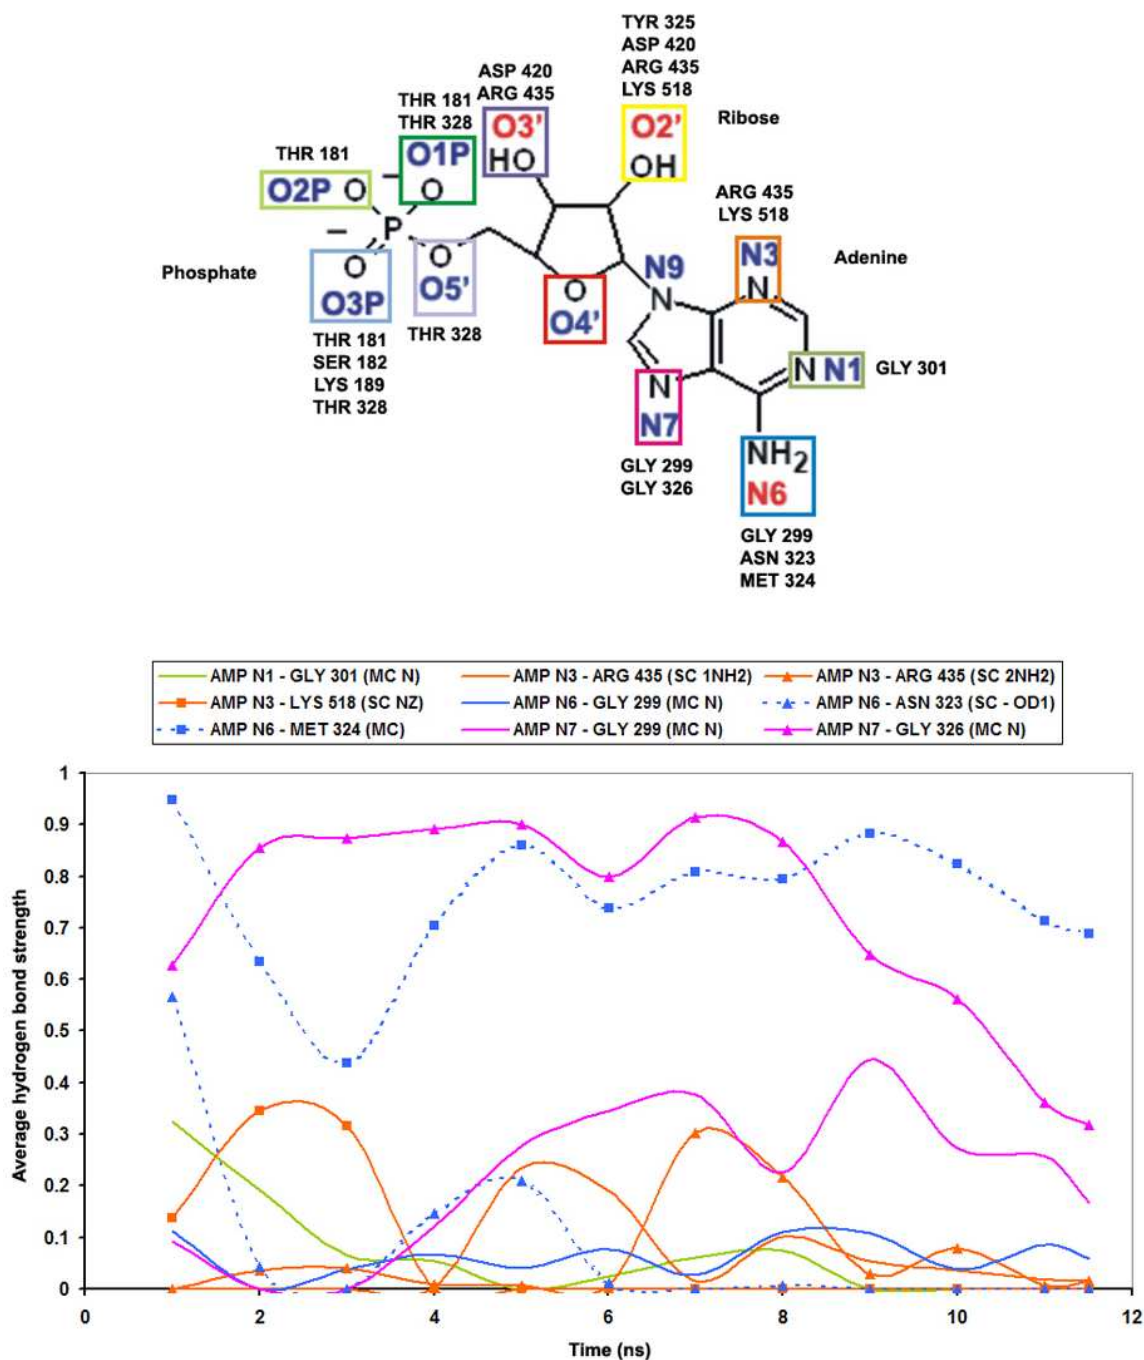 TYR 325
ASP 420
ARG 435
LYS 518
ASP 420
ARG 435
THR 181
THR 328
O3'
HO
O2'
OH
Ribose
THR 181
O1P
O
O2P O
P
O
O3P
O
O5'
Phosphate
THR 181
SER 182
LYS 189
THR 328
THR 328
O
O4'
N9
N
ARG 435
LYS 518
N3
N
Adenine
N N1
GLY 301
N
N7
GLY 299
GLY 326
NH2
N6
GLY 299
ASN 323
MET 324
AMP N1 - GLY 301 (MC N) AMP N3 - ARG 435 (SC 1NH2) AMP N3 - ARG 435 (SC 2NH2)
AMP N3 - LYS 518 (SC NZ) AMP N6 - GLY 299 (MC N) AMP N6 - ASN 323 (SC - OD1)
AMP N6 - MET 324 (MC) AMP N7 - GLY 299 (MC N) AMP N7 - GLY 326 (MC N)
Average hydrogen bond strength
1
0.9
0.8
0.7
0.6
0.5
0.4
0.3
0.2
0.1
0
0 2 4 6 8 10 12
Time (ns)